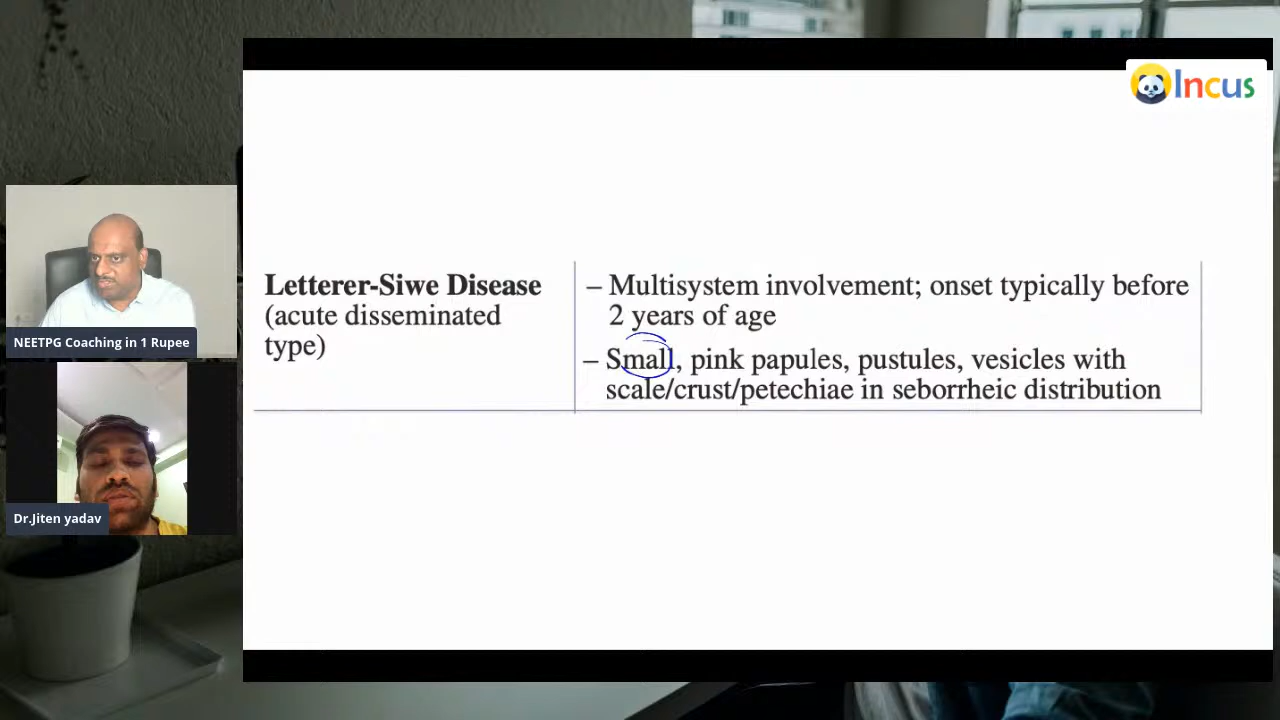 Incus
NEETPG Coaching in 1 Rupee
Dr.Jiten yadav
Letterer-Siwe Disease
(acute disseminated
type)
– Multisystem involvement; onset typically before
2 years of age
– Small, pink papules, pustules, vesicles with
scale/crust/petechiae in seborrheic distribution